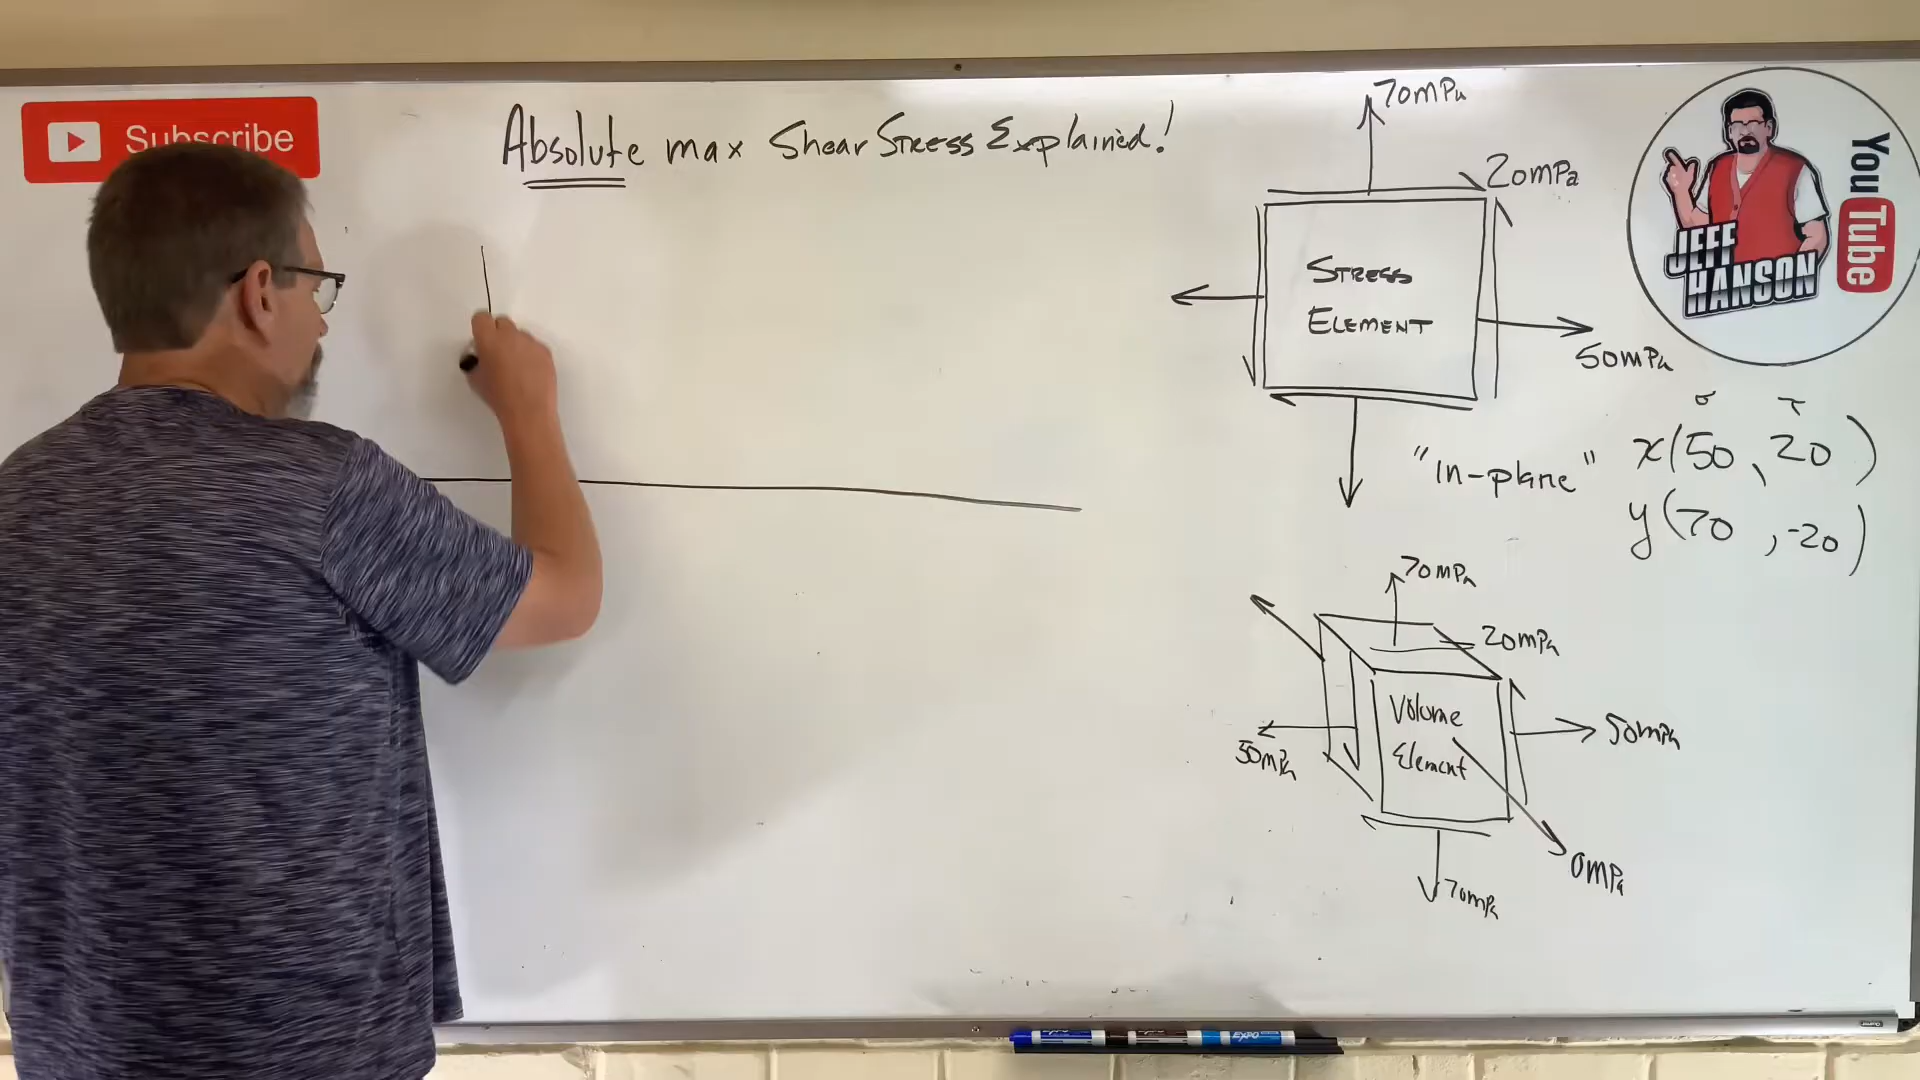 Subscribe
Absolute max Shear Stress Explained!
70mPa
20mPa
STRESS
ELEMENT
50mPa
σ τ
"in-plane" x(50, 20)
y(70, -20)
70mPa
20mPa
Volume
Element
50mPa
50mPa
0mPa
70mPa
JEFF
HANSON
YouTube
EXPO